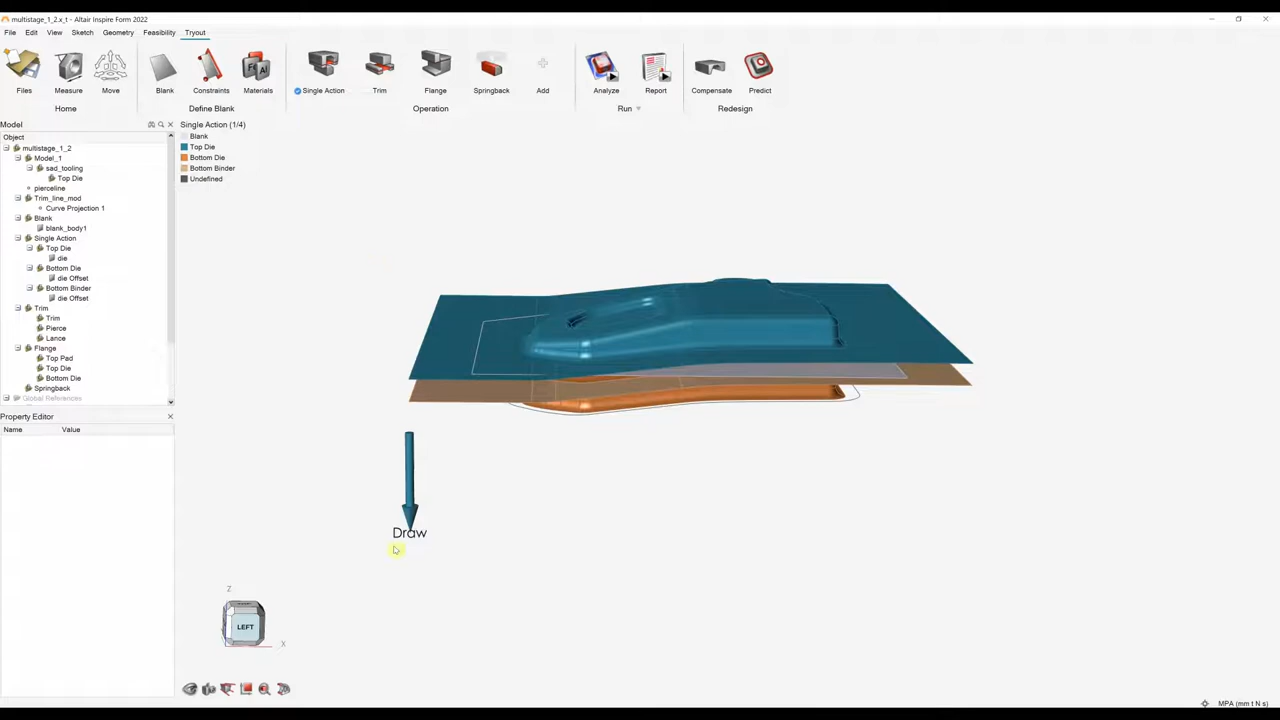 multistage_1_2.x_t - Altair Inspire Form 2022
File Edit View Sketch Geometry Feasibility Tryout
Files Measure Move Blank Constraints Materials Single Action Trim Flange Springback Add Analyze Report Compensate Predict
Home Define Blank Operation Run Redesign
Model
Object
multistage_1_2
Model_1
sad_tooling
Top Die
pierceline
Trim_line_mod
Curve Projection 1
Blank
blank_body1
Single Action
Top Die
die
Bottom Die
die Offset
Bottom Binder
die Offset
Trim
Trim
Pierce
Lance
Flange
Top Pad
Top Die
Bottom Die
Springback
Global References
Property Editor
Name Value
Single Action (1/4)
Blank
Top Die
Bottom Die
Bottom Binder
Undefined
Draw
Z
LEFT
X
MPA (mm t N s)